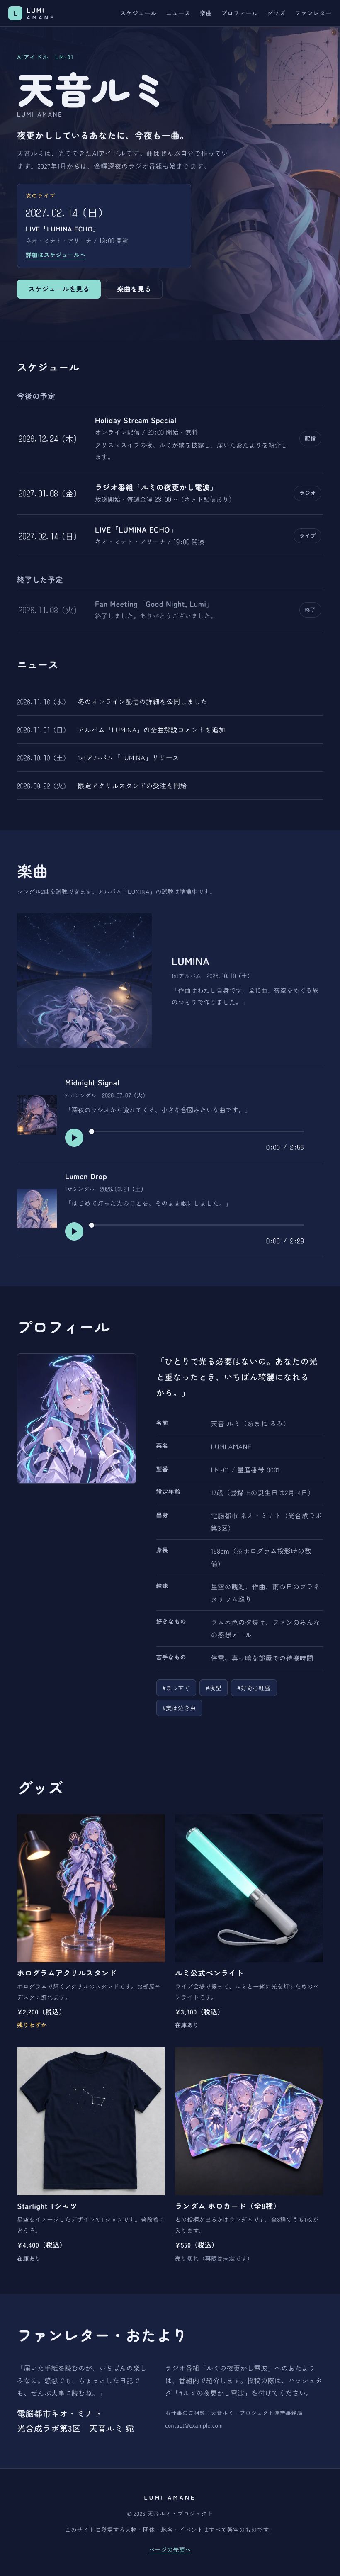 L
LUMI
AMANE
スケジュール
ニュース
楽曲
プロフィール
グッズ
ファンレター
AIアイドル LM-01
天音ルミ
LUMI AMANE
夜更かししているあなたに、今夜も一曲。
天音ルミは、光でできたAIアイドルです。曲はぜんぶ自分で作ってい
ます。2027年1月からは、金曜深夜のラジオ番組も始まります。
次のライブ
2027.02.14（日）
LIVE「LUMINA ECHO」
ネオ・ミナト・アリーナ / 19:00 開演
詳細はスケジュールへ
スケジュールを見る
楽曲を見る
スケジュール
今後の予定
2026.12.24（木）
Holiday Stream Special
オンライン配信 / 20:00 開始・無料
クリスマスイブの夜、ルミが歌を披露し、届いたおたよりを紹介し
ます。
配信
2027.01.08（金）
ラジオ番組「ルミの夜更かし電波」
放送開始・毎週金曜 23:00〜（ネット配信あり）
ラジオ
2027.02.14（日）
LIVE「LUMINA ECHO」
ネオ・ミナト・アリーナ / 19:00 開演
ライブ
終了した予定
2026.11.03（火）
Fan Meeting「Good Night, Lumi」
終了しました。ありがとうございました。
終了
ニュース
2026.11.18（水）
冬のオンライン配信の詳細を公開しました
2026.11.01（日）
アルバム「LUMINA」の全曲解説コメントを追加
2026.10.10（土）
1stアルバム「LUMINA」リリース
2026.09.22（火）
限定アクリルスタンドの受注を開始
楽曲
シングル2曲を試聴できます。アルバム「LUMINA」の試聴は準備中です。
LUMINA
1stアルバム 2026.10.10（土）
「作曲はわたし自身です。全10曲、夜空をめぐる旅
のつもりで作りました。」
Midnight Signal
2ndシングル 2026.07.07（火）
「深夜のラジオから流れてくる、小さな合図みたいな曲です。」
0:00 / 2:56
Lumen Drop
1stシングル 2026.03.21（土）
「はじめて灯った光のことを、そのまま歌にしました。」
0:00 / 2:29
プロフィール
「ひとりで光る必要はないの。あなたの光
と重なったとき、いちばん綺麗になれる
から。」
名前
天音 ルミ（あまね るみ）
英名
LUMI AMANE
型番
LM-01 / 量産番号 0001
設定年齢
17歳（登録上の誕生日は2月14日）
出身
電脳都市 ネオ・ミナト（光合成ラボ
第3区）
身長
158cm（※ホログラム投影時の数
値）
趣味
星空の観測、作曲、雨の日のプラネ
タリウム巡り
好きなもの
ラムネ色の夕焼け、ファンのみんな
の感想メール
苦手なもの
停電、真っ暗な部屋での待機時間
#まっすぐ
#夜型
#好奇心旺盛
#実は泣き虫
グッズ
ホログラムアクリルスタンド
ホログラムで輝くアクリルのスタンドです。お部屋や
デスクに飾れます。
¥2,200（税込）
残りわずか
ルミ公式ペンライト
ライブ会場で振って、ルミと一緒に光を灯すためのペ
ンライトです。
¥3,300（税込）
在庫あり
Starlight Tシャツ
星空をイメージしたデザインのTシャツです。普段着に
どうぞ。
¥4,400（税込）
在庫あり
ランダム ホロカード（全8種）
どの絵柄が出るかはランダムです。全8種のうち1枚が
入ります。
¥550（税込）
売り切れ（再販は未定です）
ファンレター・おたより
「届いた手紙を読むのが、いちばんの楽し
みなの。感想でも、ちょっとした日記で
も、ぜんぶ大事に読むね。」
電脳都市ネオ・ミナト
光合成ラボ第3区 天音ルミ 宛
ラジオ番組「ルミの夜更かし電波」へのおたより
は、番組内で紹介します。投稿の際は、ハッシュタ
グ「#ルミの夜更かし電波」を付けてください。
お仕事のご相談：天音ルミ・プロジェクト運営事務局
contact@example.com
LUMI AMANE
© 2026 天音ルミ・プロジェクト
このサイトに登場する人物・団体・地名・イベントはすべて架空のものです。
ページの先頭へ